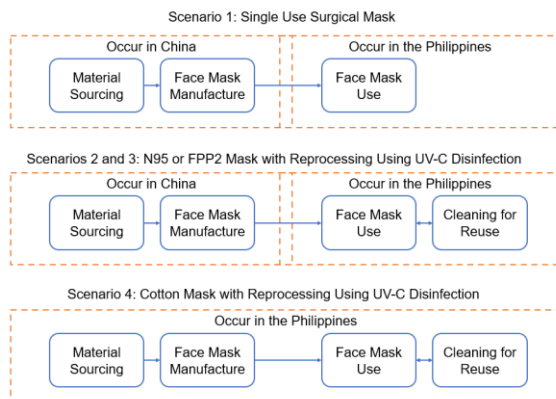 Scenario 1: Single Use Surgical Mask
Occur in China
Occur in the Philippines
Material
Sourcing
Face Mask
Manufacture
Face Mask
Use
Scenarios 2 and 3: N95 or FPP2 Mask with Reprocessing Using UV-C Disinfection
Occur in China
Occur in the Philippines
Material
Sourcing
Face Mask
Manufacture
Face Mask
Use
Cleaning for
Reuse
Scenario 4: Cotton Mask with Reprocessing Using UV-C Disinfection
Occur in the Philippines
Material
Sourcing
Face Mask
Manufacture
Face Mask
Use
Cleaning for
Reuse